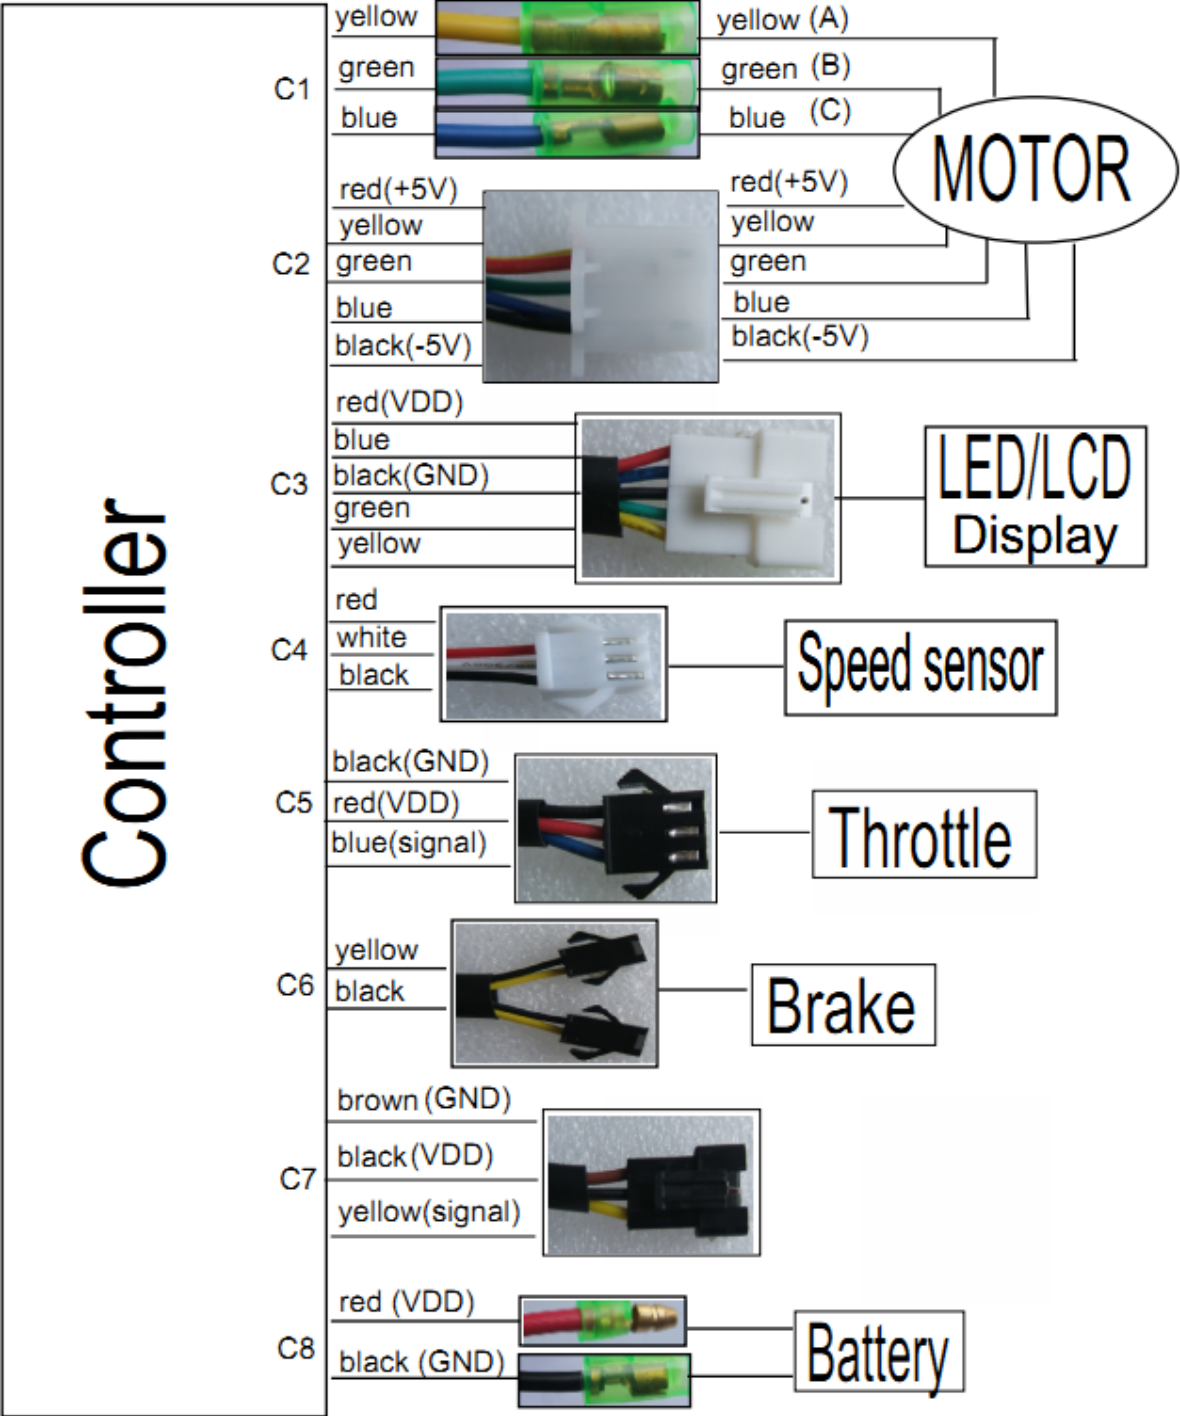 Controller
C1
yellow
yellow (A)
green
green (B)
blue
blue (C)
MOTOR
C2
red(+5V)
red(+5V)
yellow
yellow
green
green
blue
blue
black(-5V)
black(-5V)
C3
red(VDD)
blue
black(GND)
green
yellow
LED/LCD
Display
C4
red
white
black
Speed sensor
C5
black(GND)
red(VDD)
blue(signal)
Throttle
C6
yellow
black
Brake
C7
brown (GND)
black (VDD)
yellow(signal)
C8
red (VDD)
black (GND)
Battery